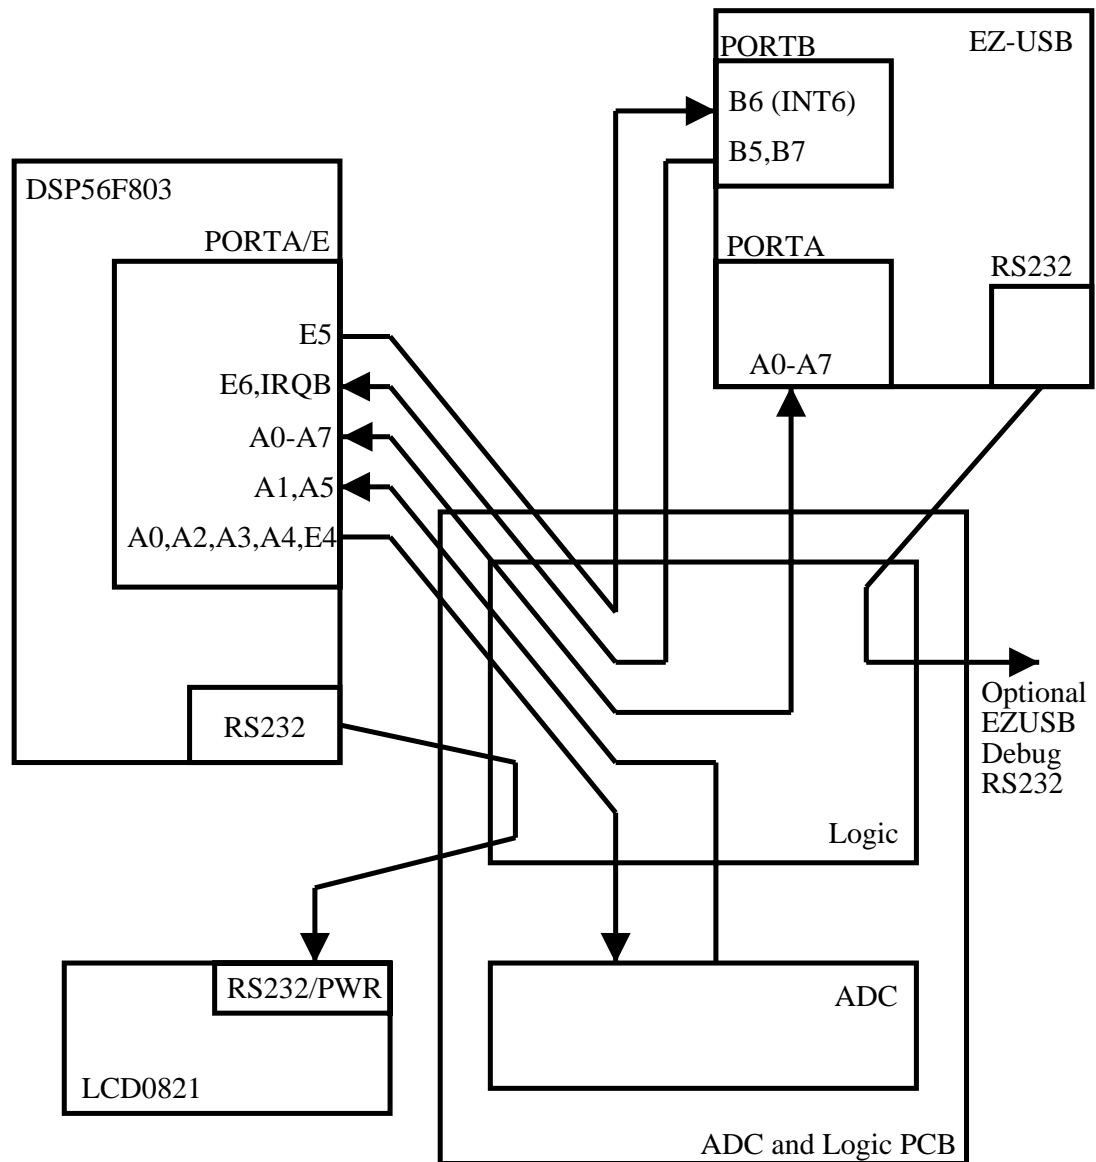 EZ-USB
PORTB
B6 (INT6)
B5,B7
DSP56F803
PORTA/E
PORTA
RS232
E5
A0-A7
E6,IRQB
A0-A7
A1,A5
A0,A2,A3,A4,E4
Optional
EZUSB
Debug
RS232
RS232
Logic
RS232/PWR
ADC
LCD0821
ADC and Logic PCB